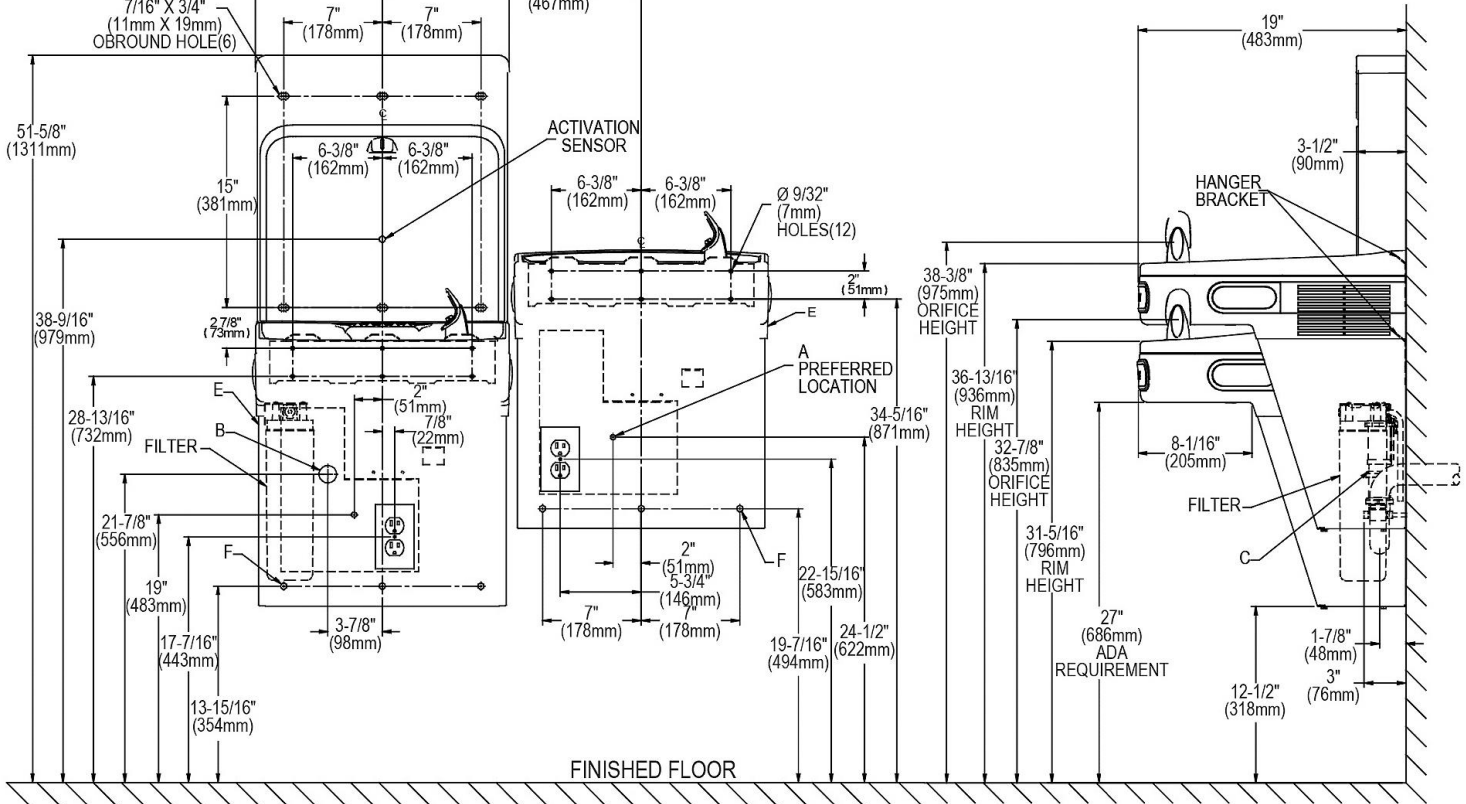 7/16" X 3/4"
(11mm X 19mm)
OBROUND HOLE(6)
7"
(178mm)
7"
(178mm)
(467mm)
19"
(483mm)
51-5/8"
(1311mm)
15"
(381mm)
6-3/8"
(162mm)
6-3/8"
(162mm)
ACTIVATION
SENSOR
6-3/8"
(162mm)
6-3/8"
(162mm)
Ø 9/32"
(7mm)
HOLES(12)
3-1/2"
(90mm)
HANGER
BRACKET
38-9/16"
(979mm)
2 7/8"
(73mm)
2"
(51mm)
E
38-3/8"
(975mm)
ORIFICE
HEIGHT
A
PREFERRED
LOCATION
28-13/16"
(732mm)
E
B
FILTER
2"
(51mm)
7/8"
(22mm)
34-5/16"
(871mm)
36-13/16"
(936mm)
RIM
HEIGHT
32-7/8"
(835mm)
ORIFICE
HEIGHT
8-1/16"
(205mm)
FILTER
21-7/8"
(556mm)
F
19"
(483mm)
2"
(51mm)
5-3/4"
(146mm)
7"
(178mm)
7"
(178mm)
F
22-15/16"
(583mm)
31-5/16"
(796mm)
RIM
HEIGHT
C
3-7/8"
(98mm)
17-7/16"
(443mm)
19-7/16"
(494mm)
24-1/2"
(622mm)
27"
(686mm)
ADA
REQUIREMENT
1-7/8"
(48mm)
3"
(76mm)
13-15/16"
(354mm)
12-1/2"
(318mm)
FINISHED FLOOR